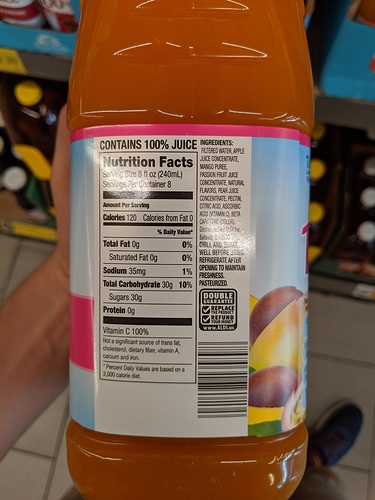 CONTAINS 100% JUICE
Nutrition Facts
Serving Size 8 fl oz (240mL)
Servings Per Container 8
Amount Per Serving
Calories 120 Calories from Fat 0
% Daily Value*
Total Fat 0g 0%
Saturated Fat 0g 0%
Sodium 35mg 1%
Total Carbohydrate 30g 10%
Sugars 30g
Protein 0g
Vitamin C 100%
Not a significant source of trans fat,
cholesterol, dietary fiber, vitamin A,
calcium and iron.
* Percent Daily Values are based on a
2,000 calorie diet.
INGREDIENTS:
FILTERED WATER, APPLE
JUICE CONCENTRATE,
MANGO PUREE,
PASSION FRUIT JUICE
CONCENTRATE, NATURAL
FLAVORS, PEAR JUICE
CONCENTRATE, PECTIN,
CITRIC ACID, ASCORBIC
ACID (VITAMIN C), BETA
CHILL AND SHAKE
WELL BEFORE USING.
REFRIGERATE AFTER
OPENING TO MAINTAIN
FRESHNESS.
PASTEURIZED.
DOUBLE
GUARANTEE
REPLACE
THE PRODUCT
REFUND
YOUR MONEY
www.ALDI.us